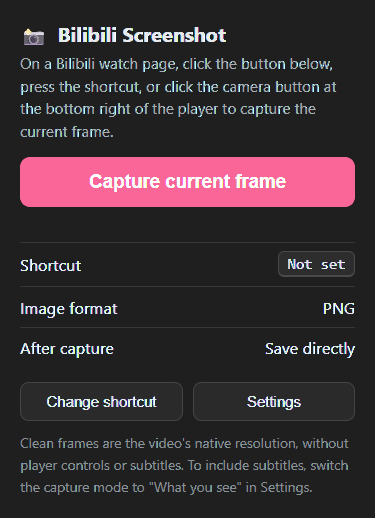 Bilibili Screenshot
On a Bilibili watch page, click the button below,
press the shortcut, or click the camera button at
the bottom right of the player to capture the
current frame.
Capture current frame
Shortcut Not set
Image format PNG
After capture Save directly
Change shortcut Settings
Clean frames are the video's native resolution, without
player controls or subtitles. To include subtitles, switch
the capture mode to "What you see" in Settings.